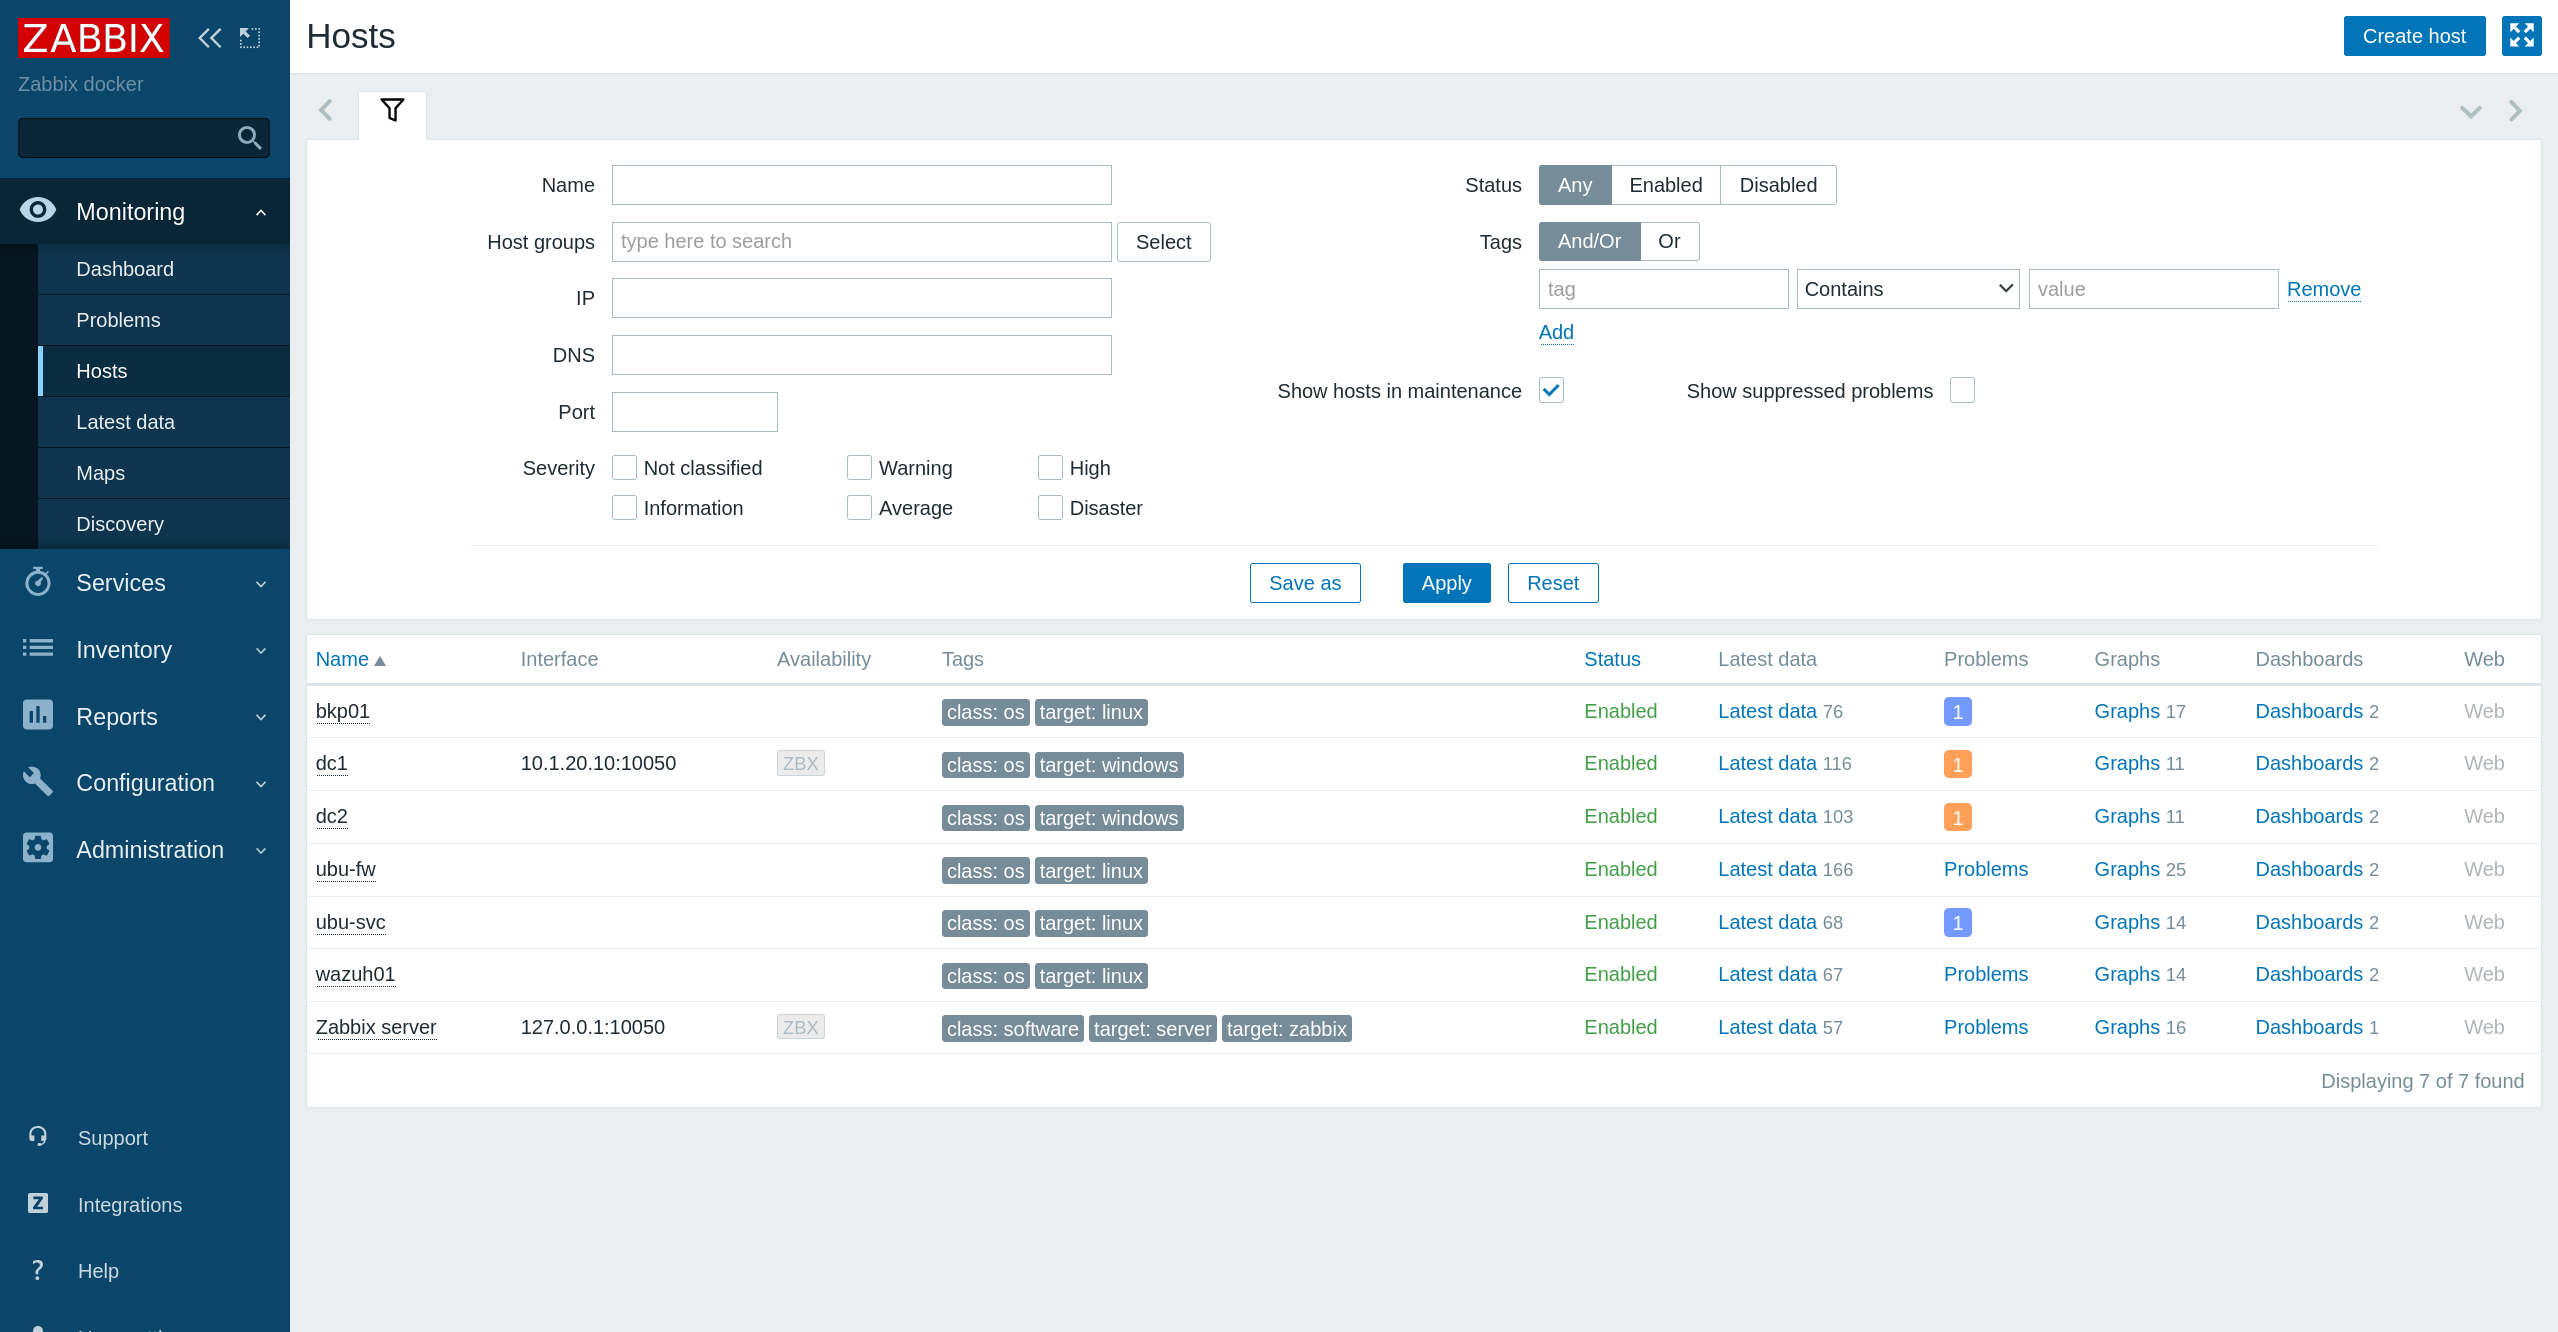 ZABBIX
Zabbix docker
Monitoring
Dashboard
Problems
Hosts
Latest data
Maps
Discovery
Services
Inventory
Reports
Configuration
Administration
Support
Integrations
Help
Hosts
Create host
Name
Status Any Enabled Disabled
Host groups type here to search Select
Tags And/Or Or
IP
tag Contains value Remove
DNS
Add
Port
Show hosts in maintenance Show suppressed problems
Severity Not classified Warning High
Information Average Disaster
Save as Apply Reset
Name Interface Availability Tags Status Latest data Problems Graphs Dashboards Web
bkp01 class: os target: linux Enabled Latest data 76 1 Graphs 17 Dashboards 2 Web
dc1 10.1.20.10:10050 ZBX class: os target: windows Enabled Latest data 116 1 Graphs 11 Dashboards 2 Web
dc2 class: os target: windows Enabled Latest data 103 1 Graphs 11 Dashboards 2 Web
ubu-fw class: os target: linux Enabled Latest data 166 Problems Graphs 25 Dashboards 2 Web
ubu-svc class: os target: linux Enabled Latest data 68 1 Graphs 14 Dashboards 2 Web
wazuh01 class: os target: linux Enabled Latest data 67 Problems Graphs 14 Dashboards 2 Web
Zabbix server 127.0.0.1:10050 ZBX class: software target: server target: zabbix Enabled Latest data 57 Problems Graphs 16 Dashboards 1 Web
Displaying 7 of 7 found